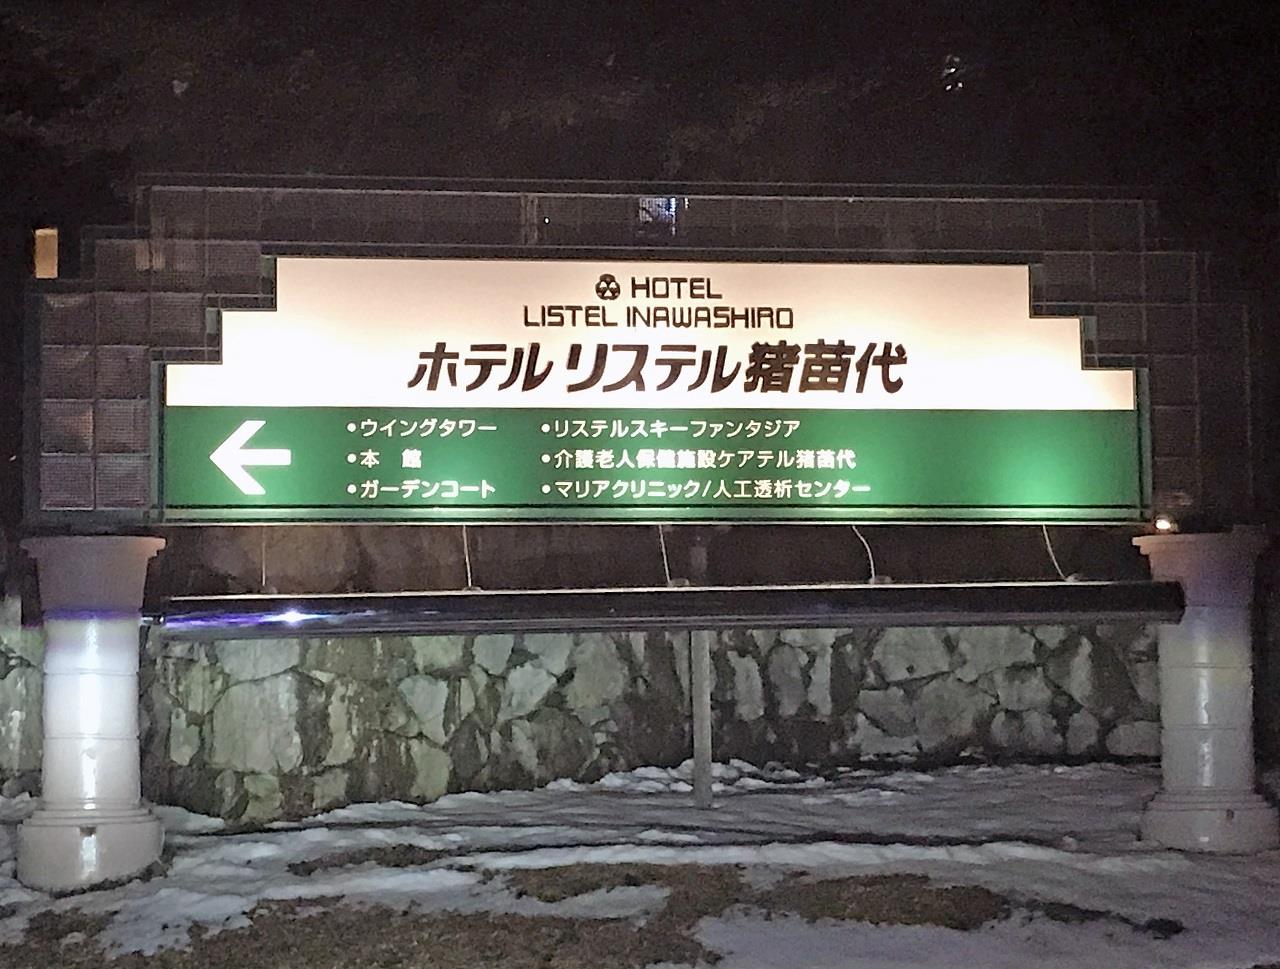 HOTEL
LISTEL INAWASHIRO
ホテル リステル猪苗代
•ウイングタワー
•本 館
•ガーデンコート
•リステルスキーファンタジア
•介護老人保健施設ケアテル猪苗代
•マリアクリニック/人工透析センター